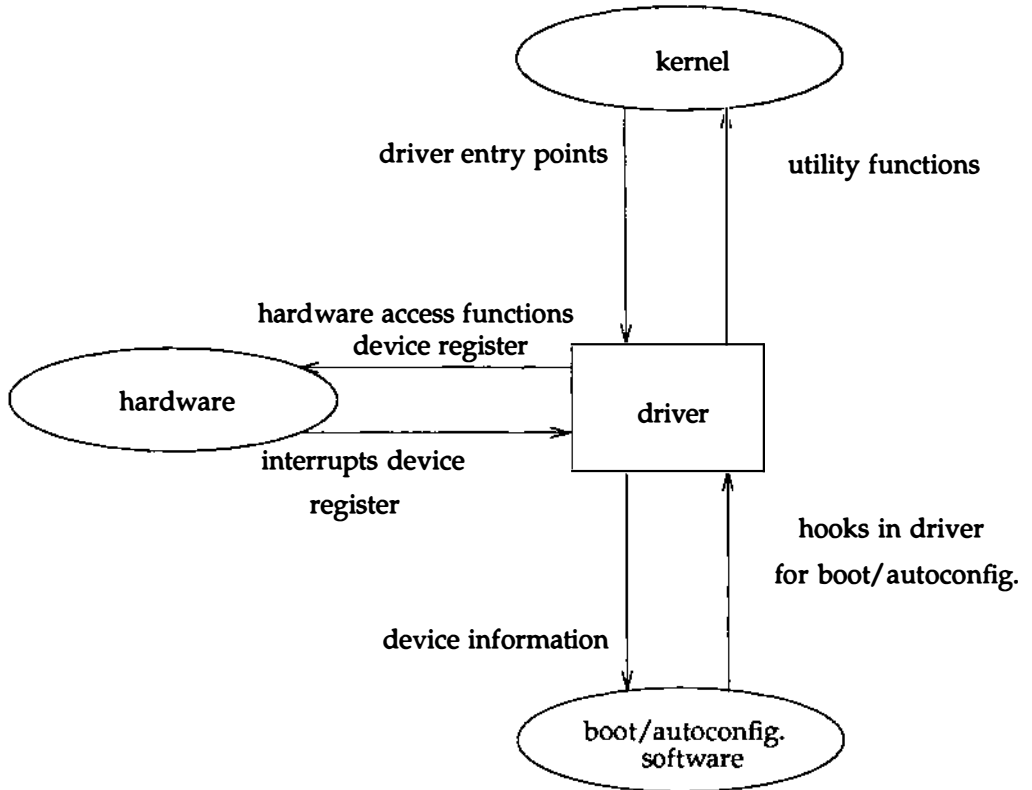 kernel
driver entry points
utility functions
hardware access functions
device register
hardware
driver
interrupts device
register
hooks in driver
for boot/autoconfig.
device information
boot/autoconfig.
software